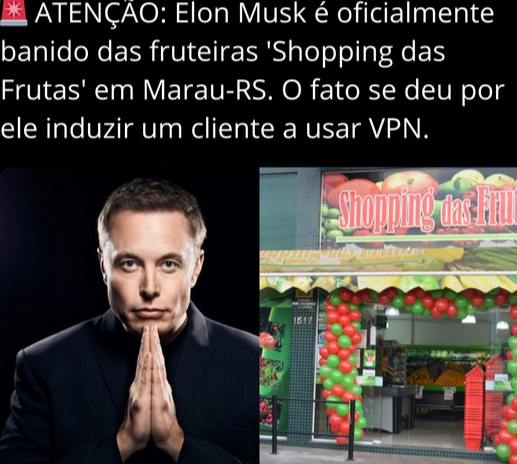 🚨 ATENÇÃO: Elon Musk é oficialmente
banido das fruteiras 'Shopping das
Frutas' em Marau-RS. O fato se deu por
ele induzir um cliente a usar VPN.
Shopping das Fru
1517